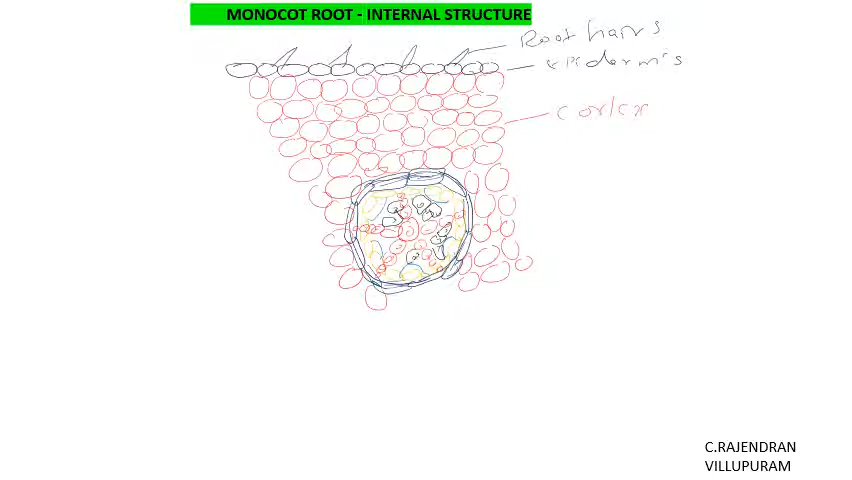 MONOCOT ROOT - INTERNAL STRUCTURE
Root hairs
epidermis
cortex
C.RAJENDRAN
VILLUPURAM